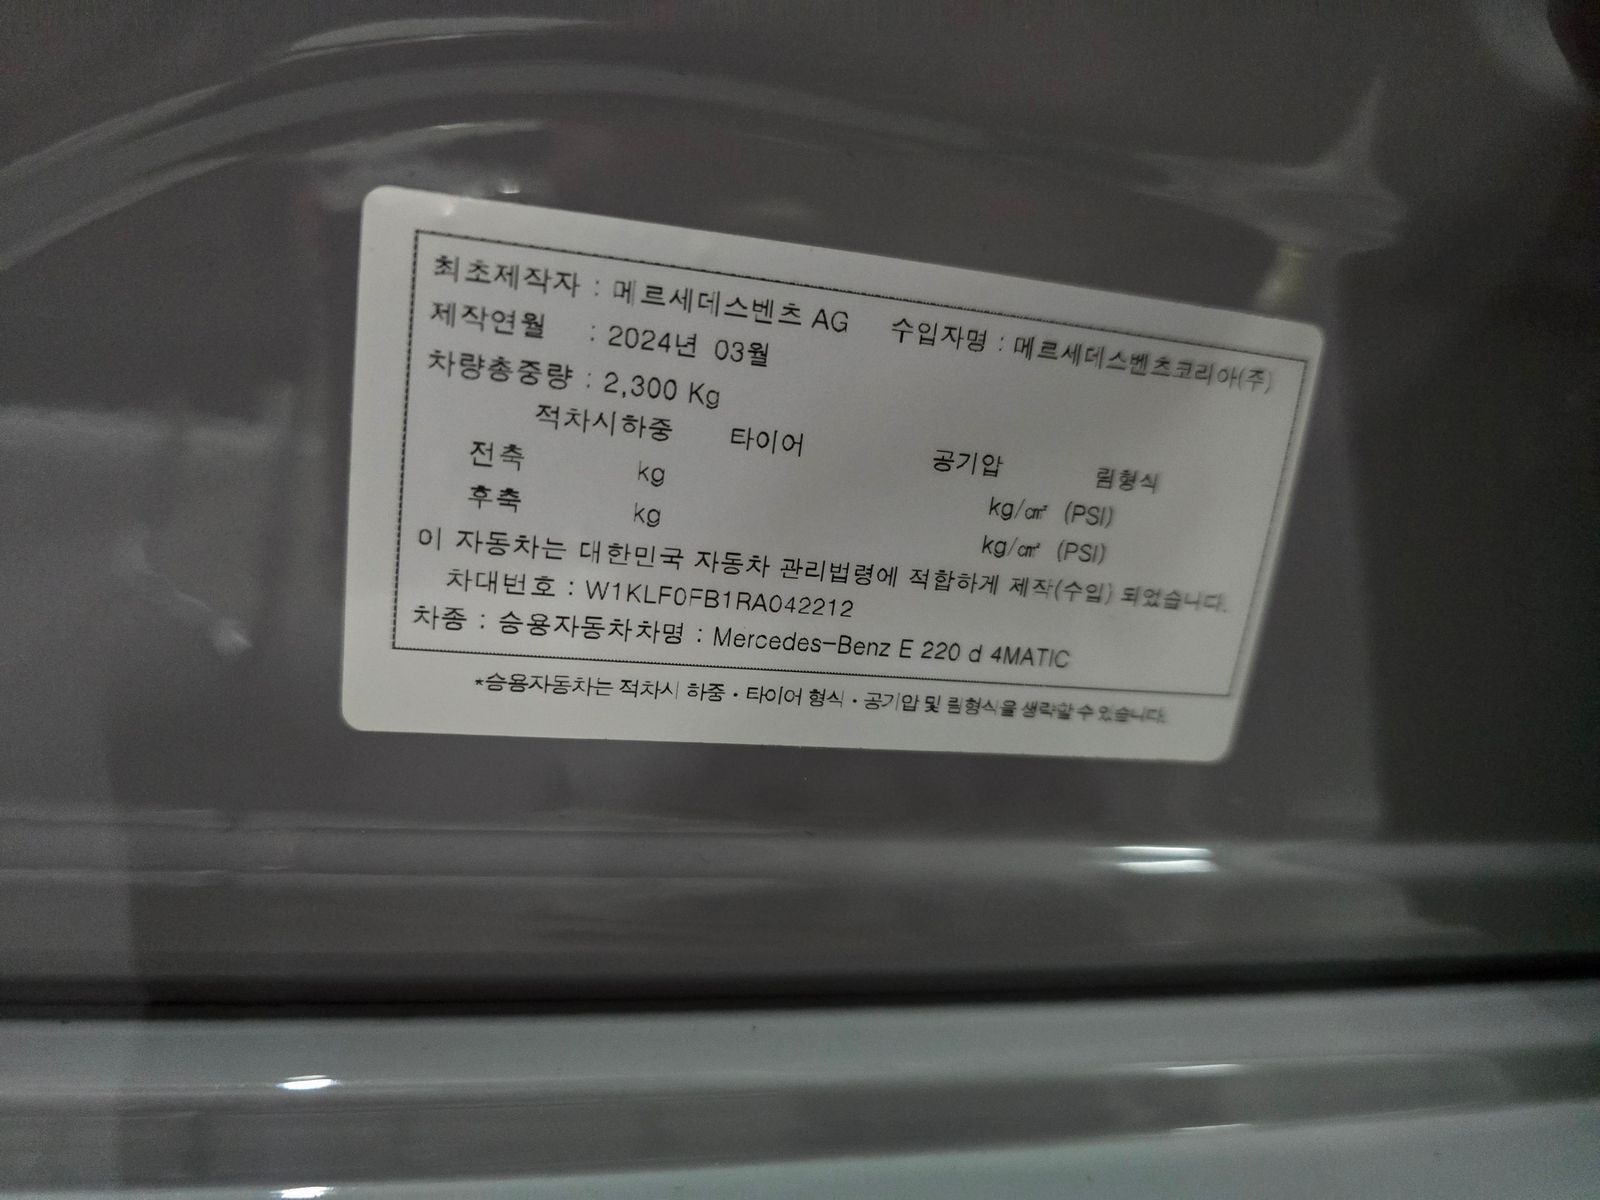 최초제작자 : 메르세데스벤츠 AG 수입자명 : 메르세데스벤츠코리아(주)
제작연월 : 2024년 03월
차량총중량 : 2,300 Kg
적차시하중 타이어 공기압 림형식
전축 kg kg/㎠ (PSI)
후축 kg kg/㎠ (PSI)
이 자동차는 대한민국 자동차 관리법령에 적합하게 제작(수입) 되었습니다.
차대번호 : W1KLF0FB1RA042212
차종 : 승용자동차차명 : Mercedes-Benz E 220 d 4MATIC
*승용자동차는 적차시 하중·타이어 형식·공기압 및 림형식을 생략할 수 있습니다.